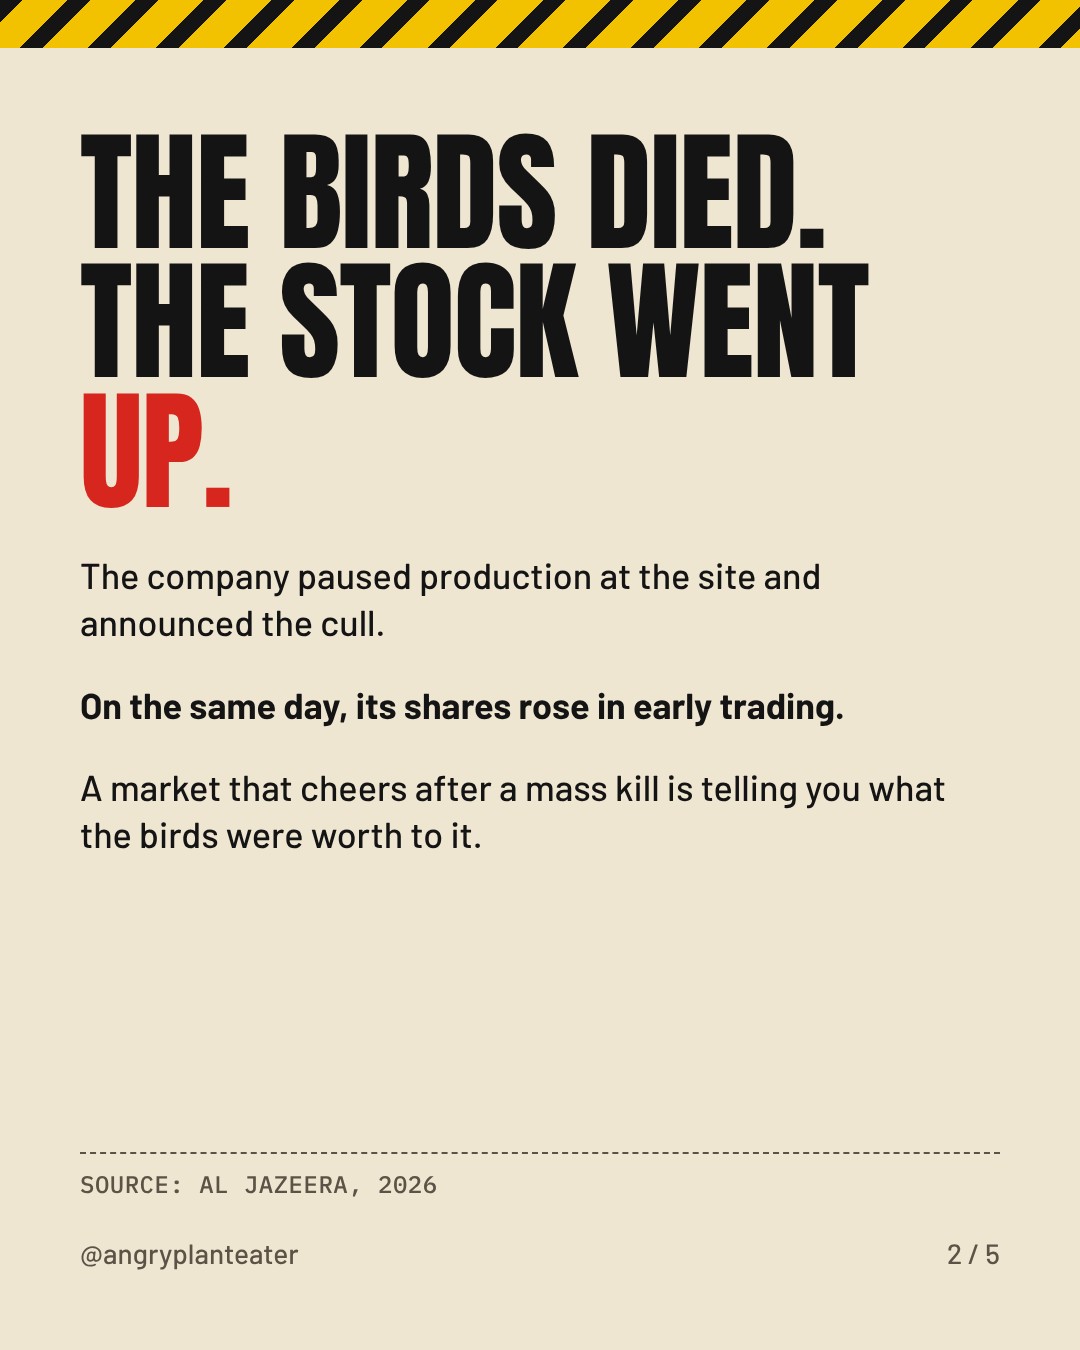 THE BIRDS DIED.
THE STOCK WENT
UP.
The company paused production at the site and
announced the cull.
On the same day, its shares rose in early trading.
A market that cheers after a mass kill is telling you what
the birds were worth to it.
SOURCE: AL JAZEERA, 2026
@angryplanteater
2 / 5